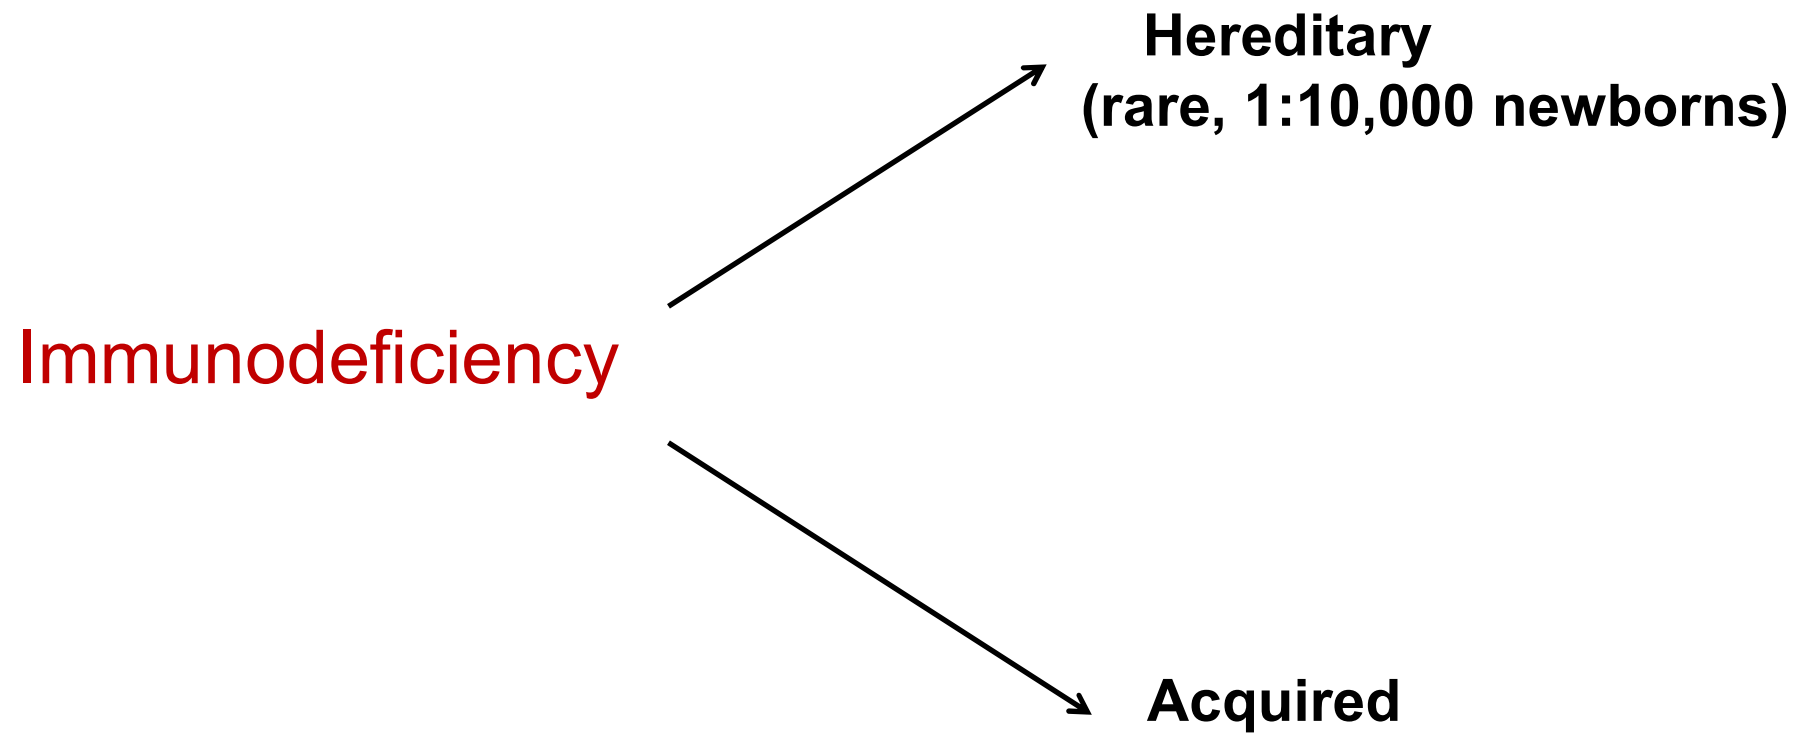 Hereditary
(rare, 1:10,000 newborns)
Immunodeficiency
Acquired